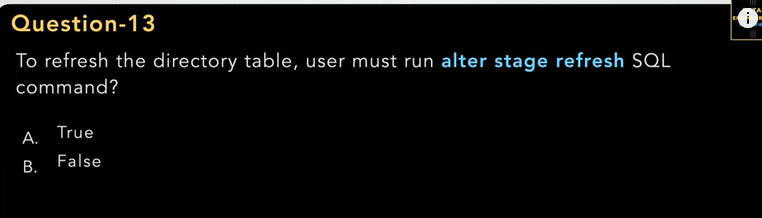 Question-13
To refresh the directory table, user must run alter stage refresh SQL
command?
A. True
B. False